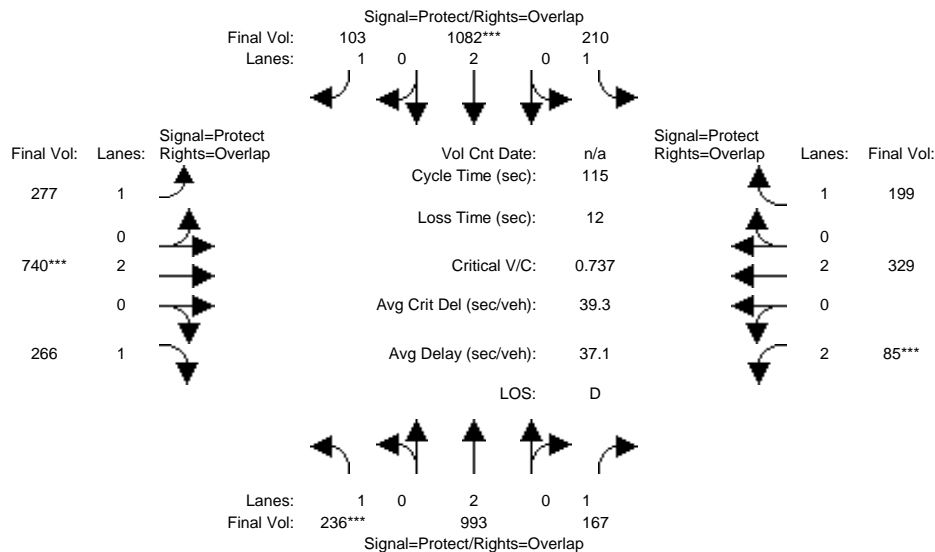 Signal=Protect/Rights=Overlap
Final Vol: 103 1082*** 210
Lanes: 1 0 2 0 1
Signal=Protect
Rights=Overlap
Signal=Protect
Rights=Overlap
Final Vol: Lanes: Vol Cnt Date: n/a Lanes: Final Vol:
Cycle Time (sec): 115
277 1 1 199
Loss Time (sec): 12
0 0
740*** 2 Critical V/C: 0.737 2 329
0 Avg Crit Del (sec/veh): 39.3 0
266 1 Avg Delay (sec/veh): 37.1 2 85***
LOS: D
Lanes: 1 0 2 0 1
Final Vol: 236*** 993 167
Signal=Protect/Rights=Overlap